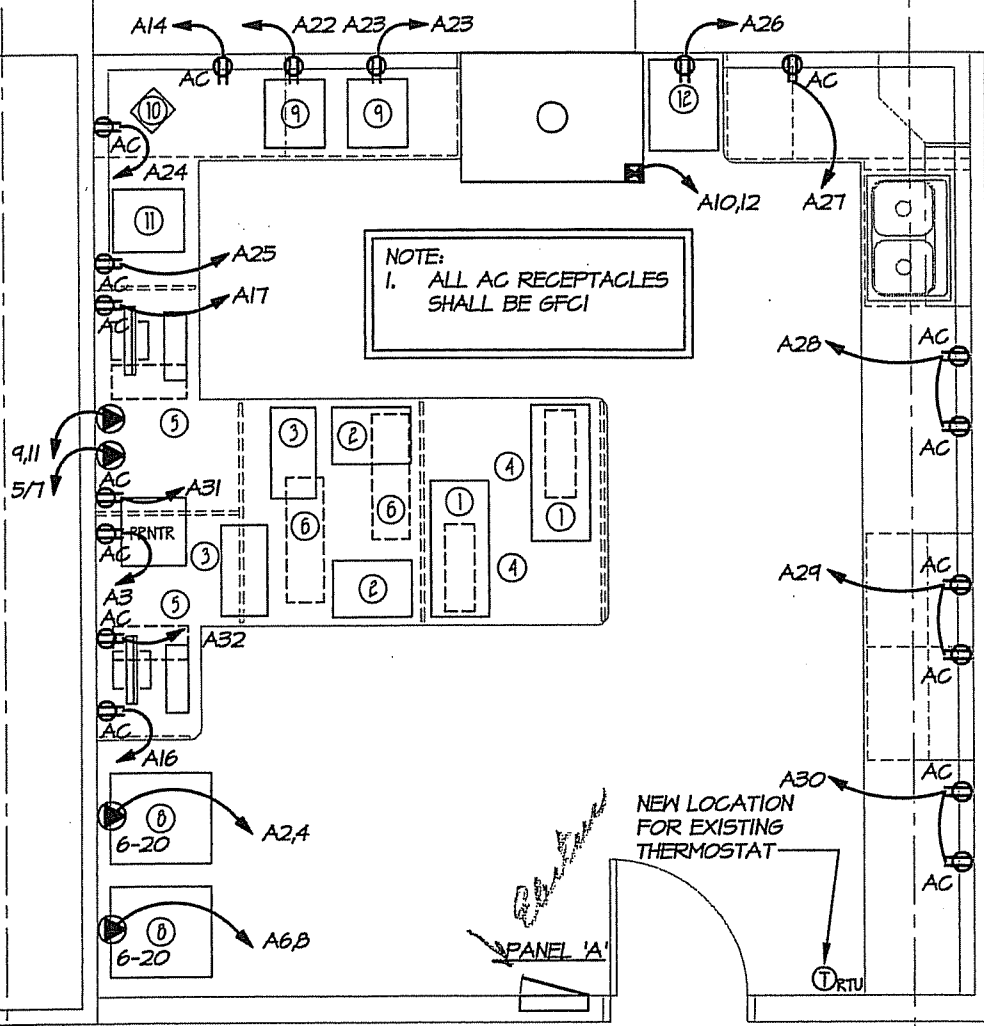 A14
A22 A23
A23
A26
AC
AC
10
9
9
12
AC
A24
A10,12
A27
11
NOTE:
1. ALL AC RECEPTACLES
SHALL BE GFCI
A25
AC
A17
AC
AC
A28
5
3
2
4
9,11
5/7
AC
AC
A31
1
1
6
6
PRNTR
AC
3
AC
A29
4
2
A3
5
AC
A32
AC
AC
A16
AC
A30
NEW LOCATION
FOR EXISTING
THERMOSTAT
8
6-20
A2,4
AC
8
6-20
A6,8
PANEL 'A'
T RTU